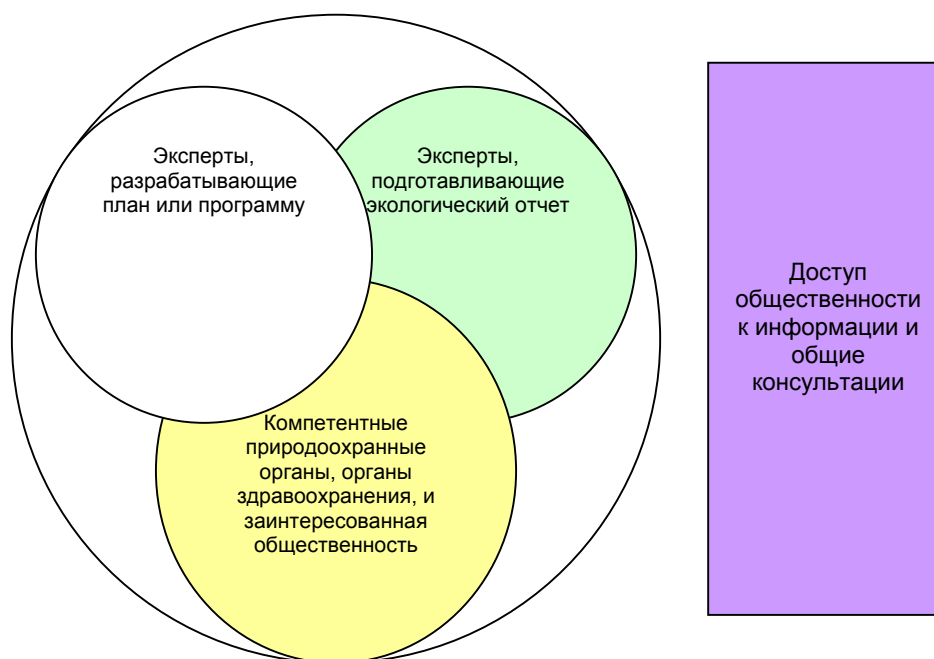 Эксперты,
разрабатывающие
план или программу
Эксперты,
подготавливающие
экологический отчет
Компетентные
природоохранные
органы, органы
здравоохранения, и
заинтересованная
общественность
Доступ
общественности
к информации и
общие
консультации